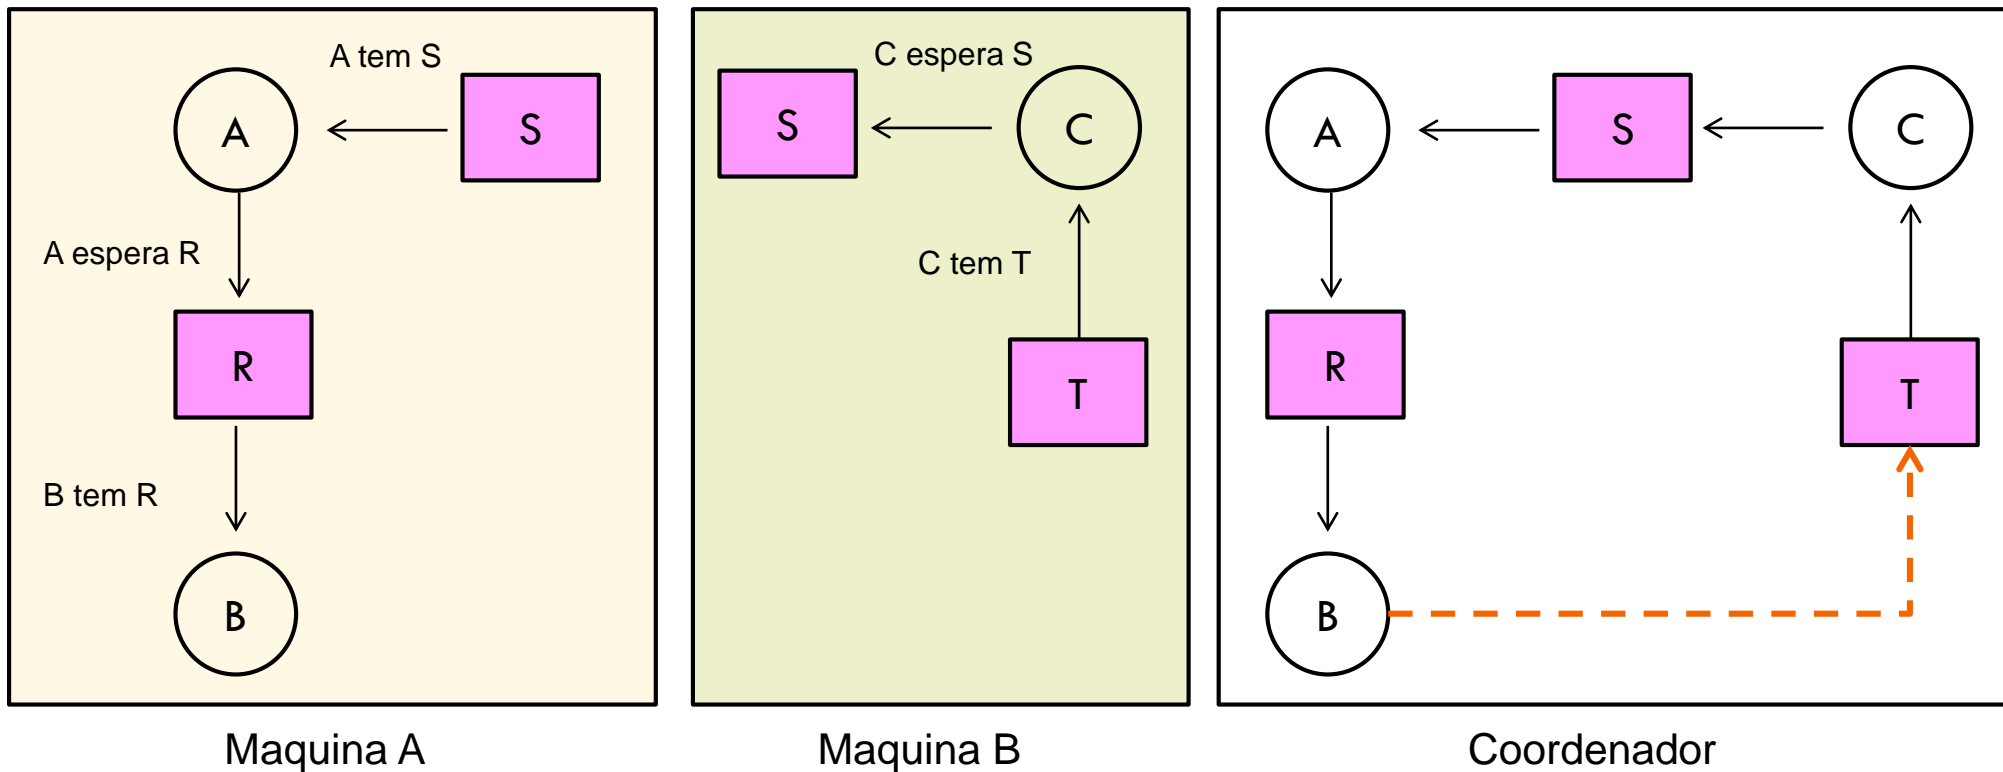 A tem S
A
S
A espera R
R
B tem R
B
Maquina A
C espera S
S
C
C tem T
T
Maquina B
A
S
C
R
T
B
Coordenador